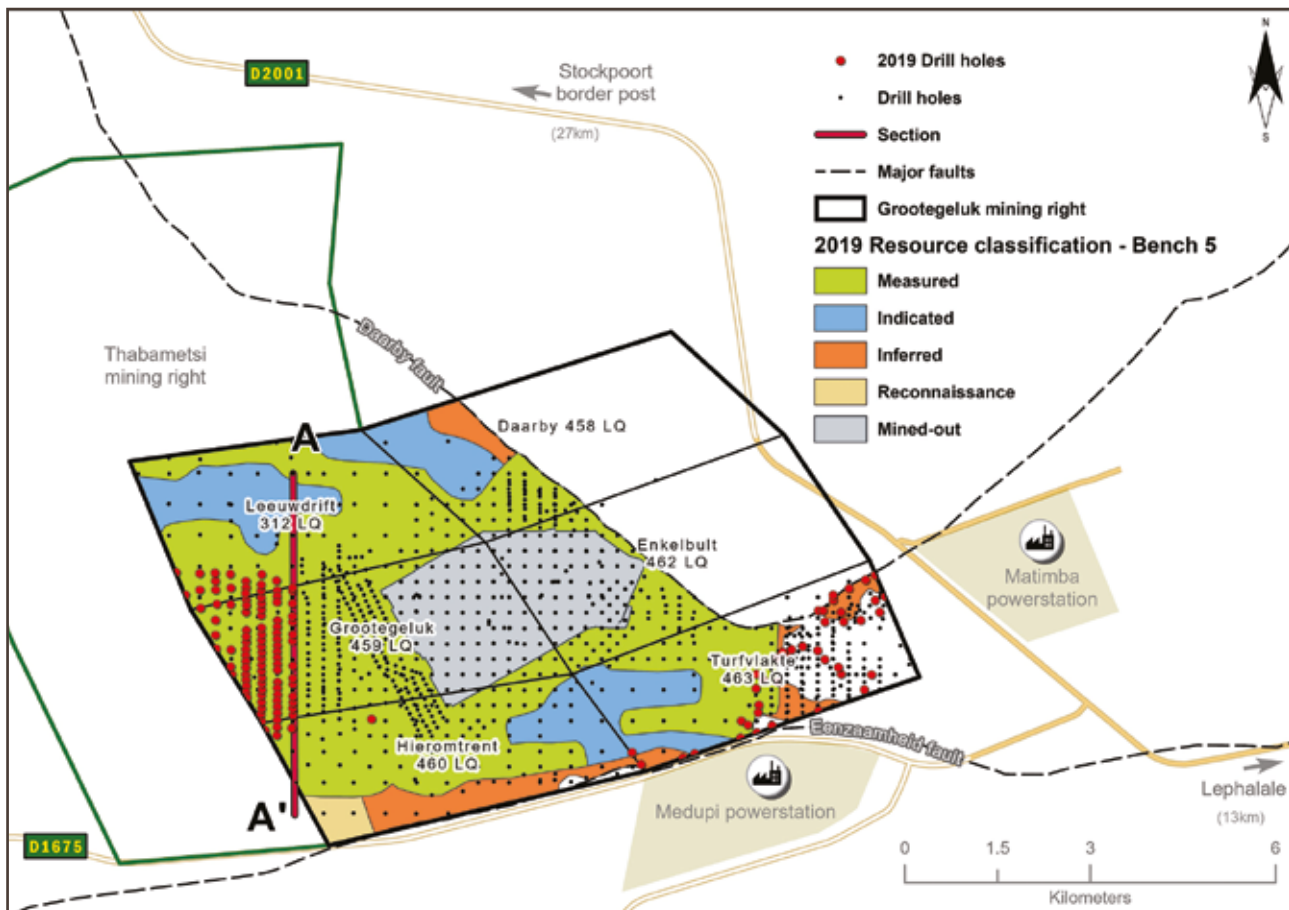 D2001
Stockpoort
border post
(27km)
N
S
2019 Drill holes
Drill holes
Section
Major faults
Grootegeluk mining right
2019 Resource classification - Bench 5
Measured
Indicated
Inferred
Reconnaissance
Mined-out
Thabametsi
mining right
Daarby fault
A
Daarby 458 LQ
Leeuwdrift
312 LQ
Enkelbult
462 LQ
Matimba
powerstation
Grootegeluk
459 LQ
Turfvlakte
463 LQ
Hieromtrent
460 LQ
Eenzaamheid fault
A'
Medupi powerstation
Lephalale
(13km)
D1675
0 1.5 3 6
Kilometers